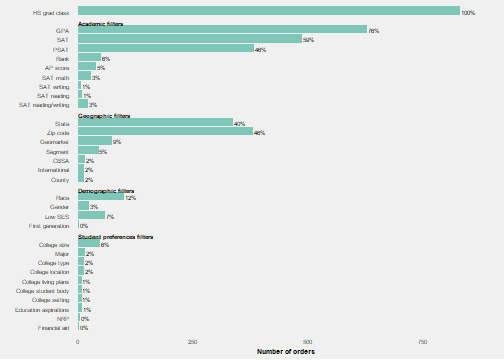 HS grad class 100%
Academic filters
GPA 76%
SAT 59%
PSAT 46%
Rank 6%
AP score 5%
SAT math 3%
SAT writing 1%
SAT reading 1%
SAT reading/writing 3%
Geographic filters
State 40%
Zip code 46%
Geomarket 9%
Segment 5%
CBSA 2%
International 2%
County 2%
Demographic filters
Race 12%
Gender 3%
Low SES 7%
First generation 0%
Student preferences filters
College size 6%
Major 2%
College type 2%
College location 2%
College living plans 1%
College student body 1%
College setting 1%
Education aspirations 1%
NRP 0%
Financial aid 0%
0 250 500 750
Number of orders